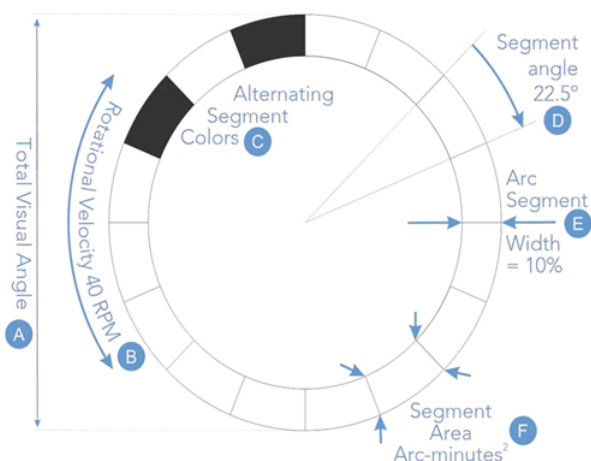 Total Visual Angle
A
Rotational Velocity 40 RPM
B
Alternating
Segment
Colors C
Segment
angle
22.5º
D
Arc
Segment
E
Width
= 10%
Segment
Area
Arc-minutes²
F